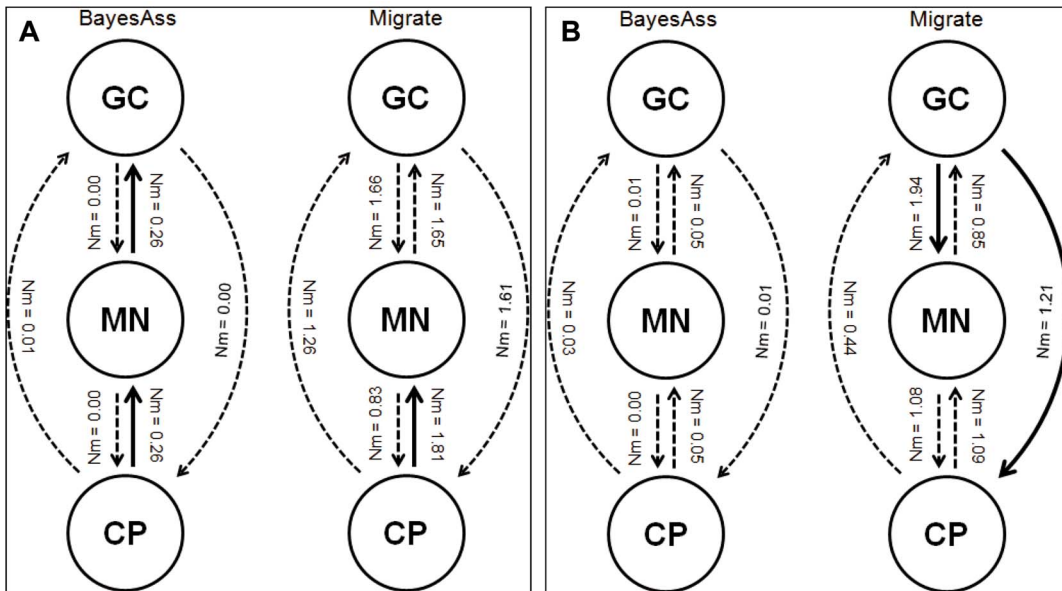 A
BayesAss
GC
Nm = 0.00
Nm = 0.26
MN
Nm = 0.01
Nm = 0.00
Nm = 0.00
Nm = 0.26
CP
Migrate
GC
Nm = 1.66
Nm = 1.65
MN
Nm = 1.26
Nm = 1.61
Nm = 0.83
Nm = 1.81
CP
B
BayesAss
GC
Nm = 0.01
Nm = 0.05
MN
Nm = 0.03
Nm = 0.01
Nm = 0.00
Nm = 0.05
CP
Migrate
GC
Nm = 1.94
Nm = 0.85
MN
Nm = 0.44
Nm = 1.21
Nm = 1.08
Nm = 1.09
CP